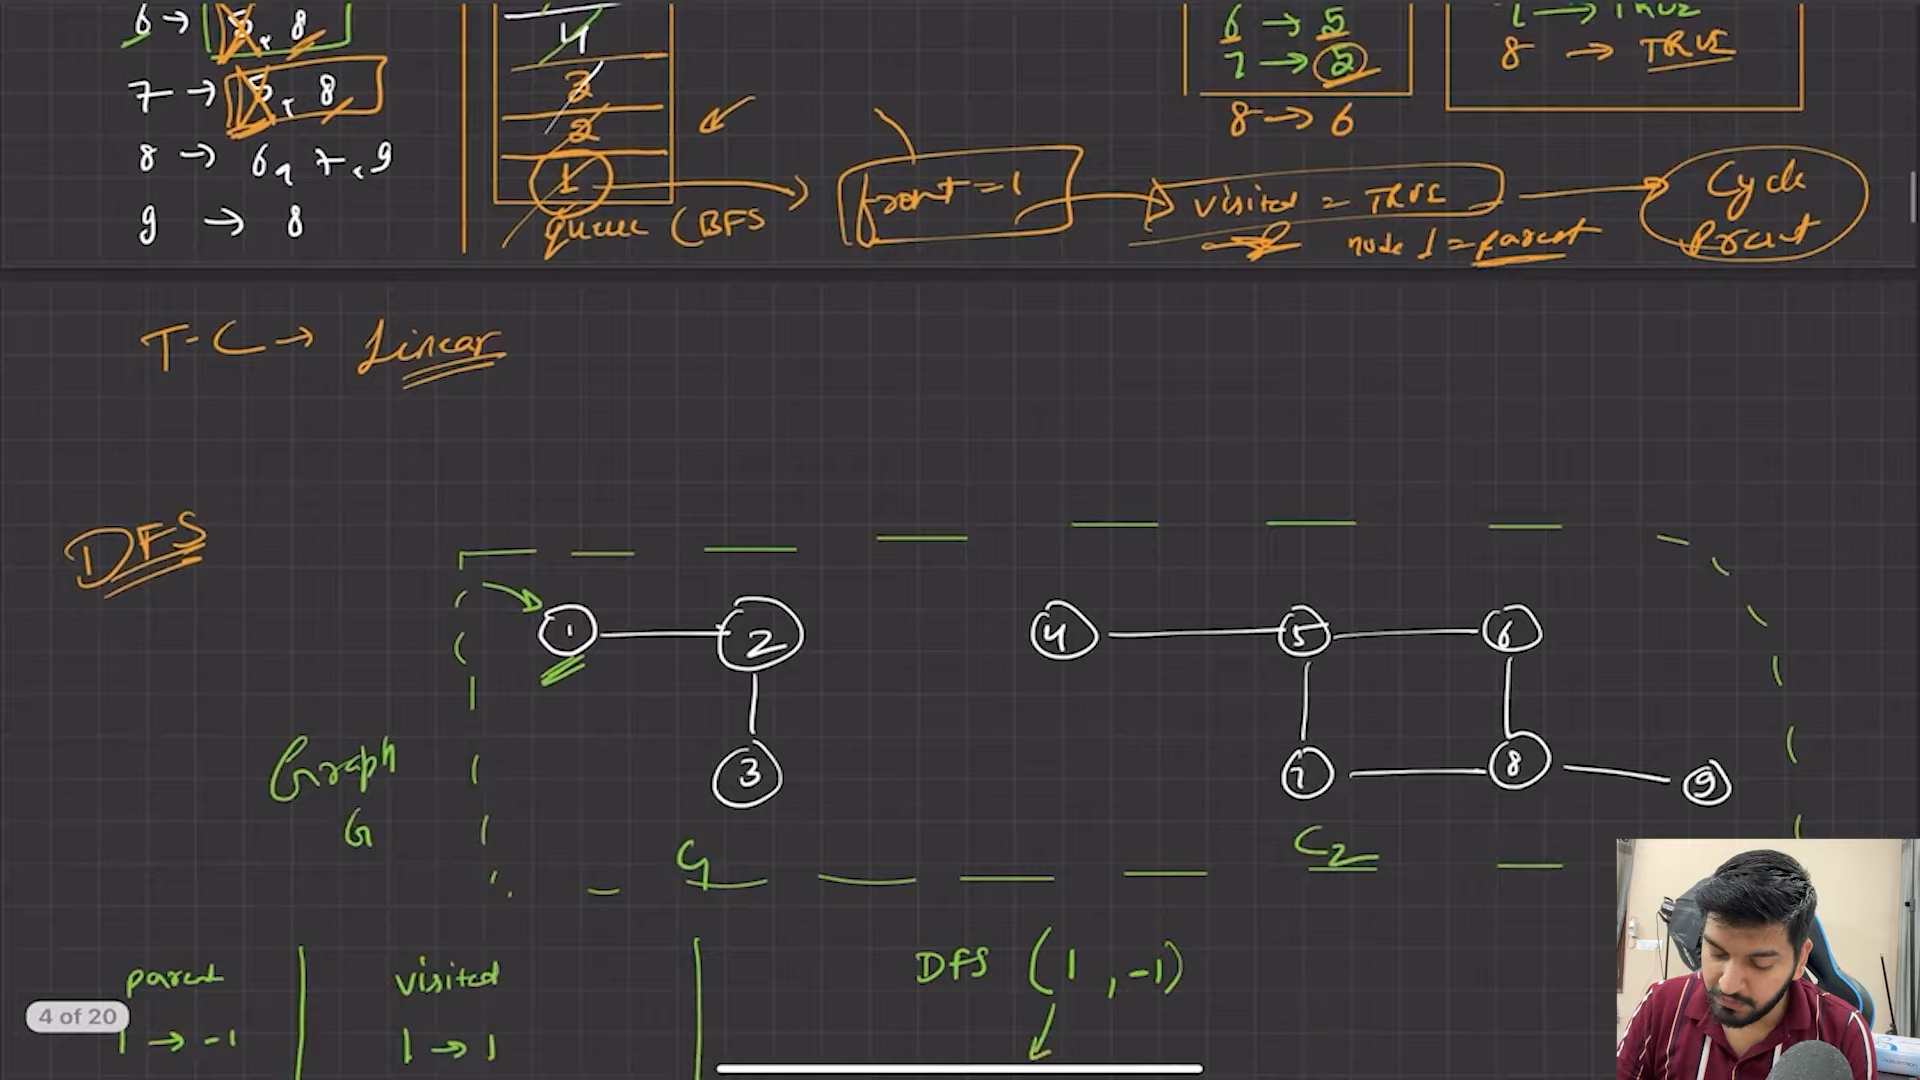 6 → 5, 8
7 → 5, 8
8 → 6, 7, 9
9 → 8
4
3
2
1
queue (BFS
front = 1
6 → 5
7 → 5
8 → 6
1 → TRUE
8 → TRUE
visited = TRUE
node 1 = parent
Cycle
Present
T-C → Linear
DFS
1 2 4 5 6
3 7 8 9
Graph
G
C1 C2
parent visited DFS (1, -1)
1 → -1 1 → 1
4 of 20